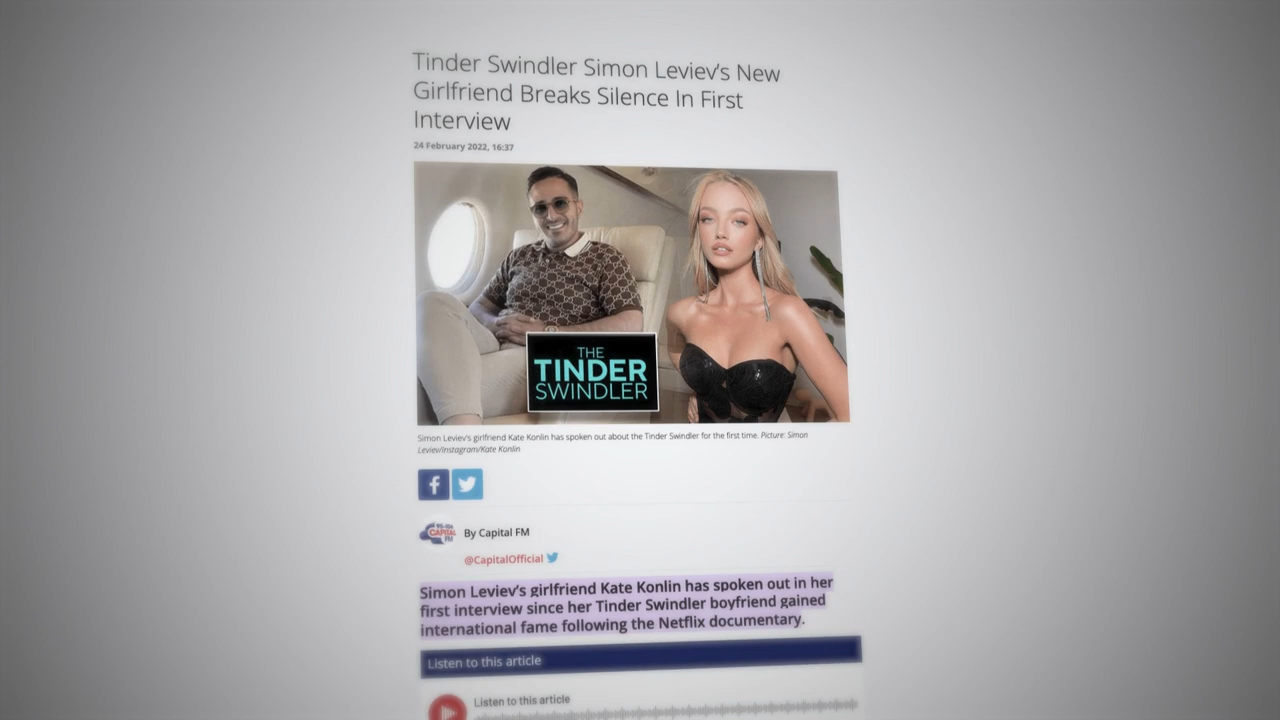 Tinder Swindler Simon Leviev's New
Girlfriend Breaks Silence In First
Interview
24 February 2022, 16:37
THE
TINDER
SWINDLER
Simon Leviev's girlfriend Kate Konlin has spoken out about the Tinder Swindler for the first time. Picture: Simon
Leviev/Instagram/Kate Konlin
f
95-106
CAPITAL
FM
By Capital FM
@CapitalOfficial
Simon Leviev's girlfriend Kate Konlin has spoken out in her
first interview since her Tinder Swindler boyfriend gained
international fame following the Netflix documentary.
Listen to this article
Listen to this article